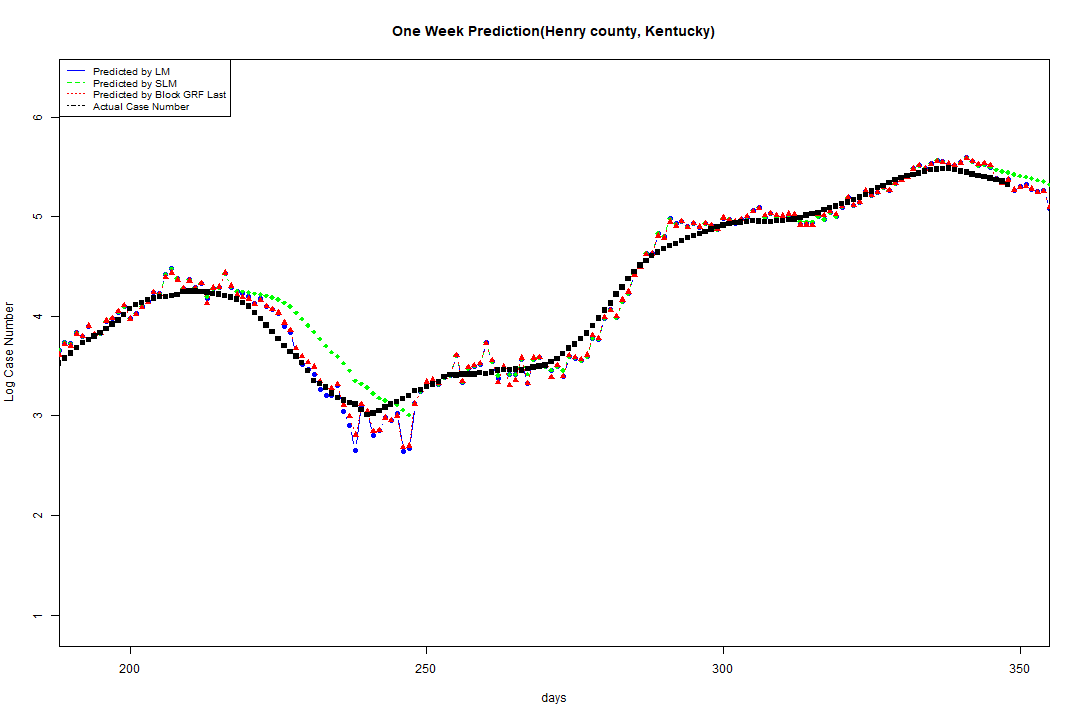 One Week Prediction(Henry county, Kentucky)
Predicted by LM
Predicted by SLM
Predicted by Block GRF Last
Actual Case Number
Log Case Number
6
5
4
3
2
1
200
250
300
350
days